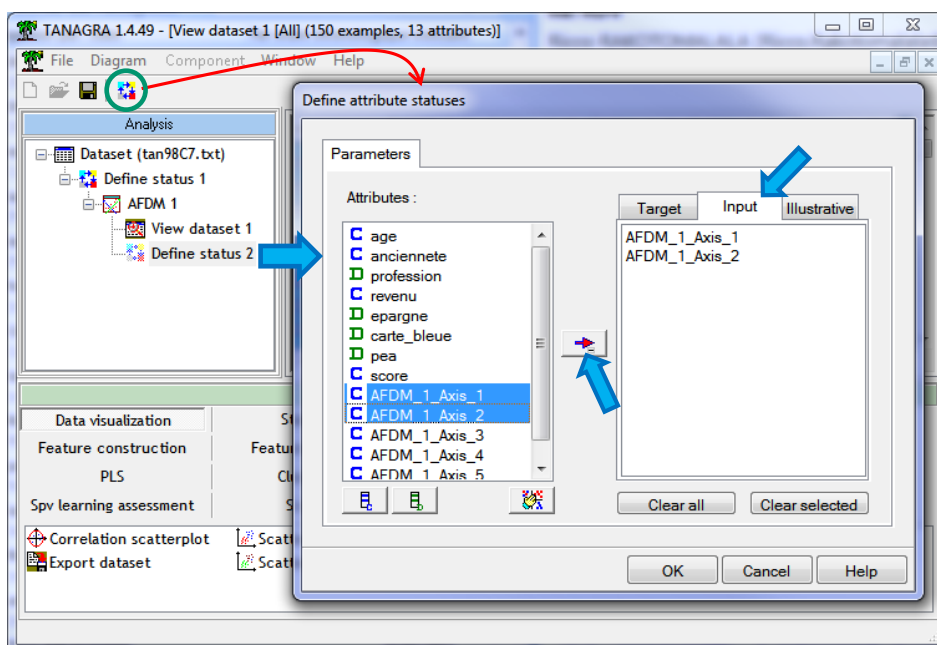 TANAGRA 1.4.49 - [View dataset 1 [All] (150 examples, 13 attributes)]
File Diagram Component Window Help
Analysis
Dataset (tan98C7.txt)
Define status 1
AFDM 1
View dataset 1
Define status 2
Define attribute statuses
Parameters
Attributes :
C age
C anciennete
D profession
C revenu
D epargne
D carte_bleue
D pea
C score
C AFDM_1_Axis_1
C AFDM_1_Axis_2
C AFDM_1_Axis_3
C AFDM_1_Axis_4
C AFDM_1_Axis_5
Target Input Illustrative
AFDM_1_Axis_1
AFDM_1_Axis_2
Clear all Clear selected
OK Cancel Help
Data visualization
Feature construction
PLS
Spv learning assessment
Correlation scatterplot
Export dataset